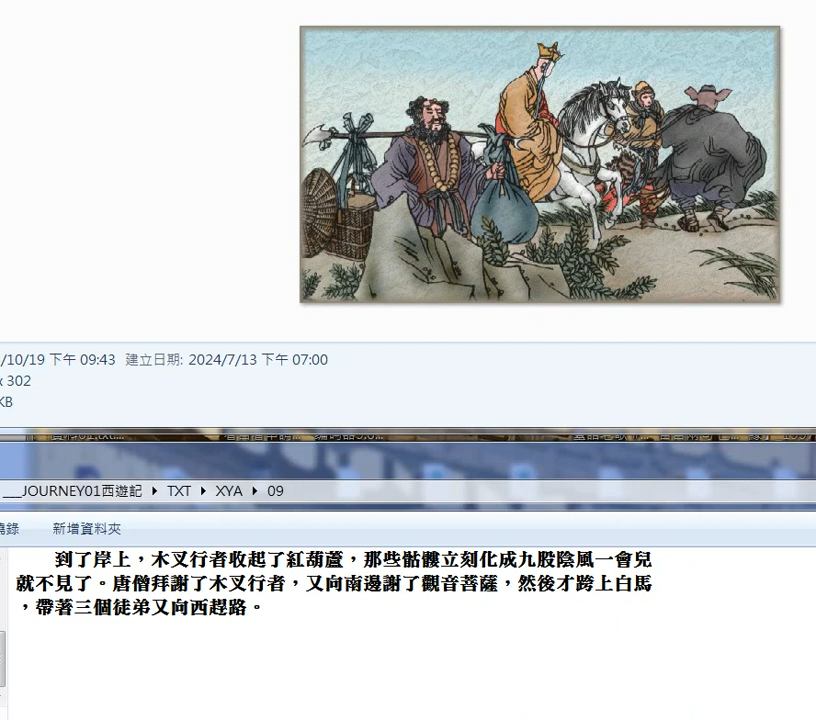 /10/19 下午 09:43 建立日期: 2024/7/13 下午 07:00
x 302
KB
___JOURNEY01西遊記 ▸ TXT ▸ XYA ▸ 09
燒錄 新增資料夾
到了岸上，木叉行者收起了紅葫蘆，那些骷髏立刻化成九股陰風一會兒
就不見了。唐僧拜謝了木叉行者，又向南邊謝了觀音菩薩，然後才跨上白馬
，帶著三個徒弟又向西趕路。